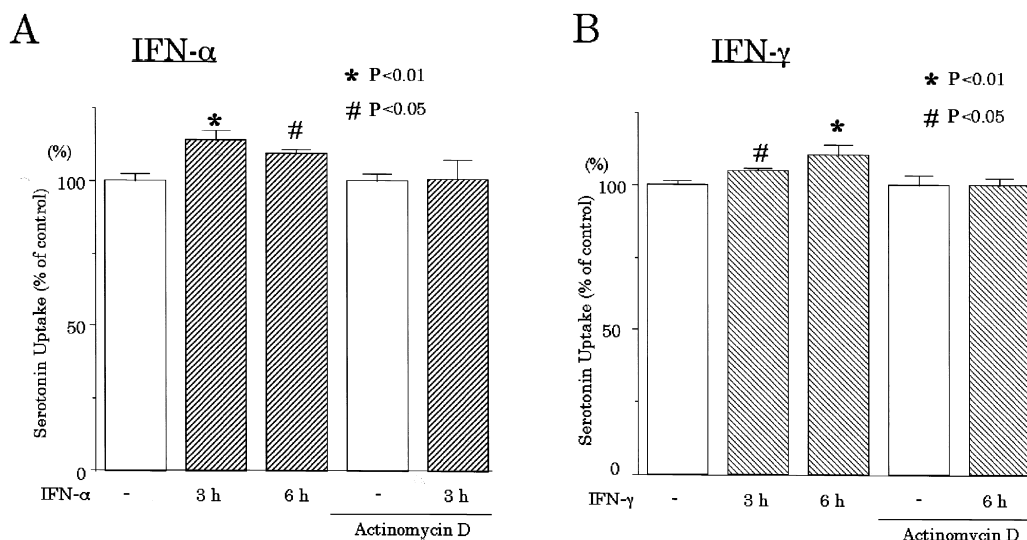 A
IFN-α
* P<0.01
# P<0.05
(%)
100
50
0
Serotonin Uptake (% of control)
*
#
IFN-α - 3 h 6 h - 3 h
Actinomycin D
B
IFN-γ
* P<0.01
# P<0.05
(%)
100
50
0
Serotonin Uptake (% of control)
#
*
IFN-γ - 3 h 6 h - 6 h
Actinomycin D